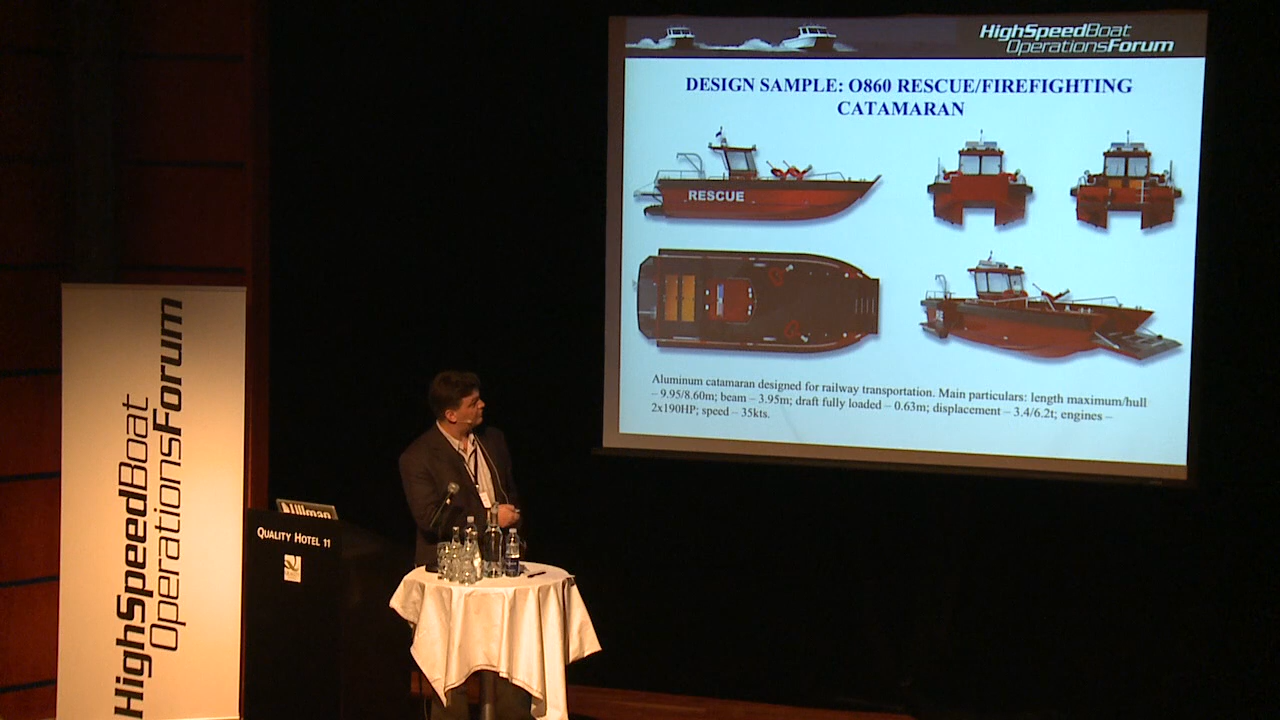 HighSpeedBoat
OperationsForum
DESIGN SAMPLE: O860 RESCUE/FIREFIGHTING
CATAMARAN
RESCUE
Aluminum catamaran designed for railway transportation. Main particulars: length maximum/hull
– 9.95/8.60m; beam – 3.95m; draft fully loaded – 0.63m; displacement – 3.4/6.2t; engines –
2x190HP; speed – 35kts.
HighSpeedBoat
OperationsForum
Ullman
QUALITY HOTEL 11